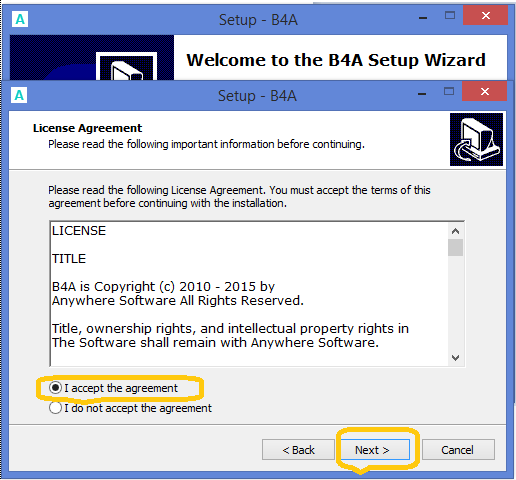 A Setup - B4A
Welcome to the B4A Setup Wizard
A Setup - B4A
License Agreement
Please read the following important information before continuing.
Please read the following License Agreement. You must accept the terms of this
agreement before continuing with the installation.
LICENSE
TITLE
B4A is Copyright (c) 2010 - 2015 by
Anywhere Software All Rights Reserved.
Title, ownership rights, and intellectual property rights in
The Software shall remain with Anywhere Software.
I accept the agreement
I do not accept the agreement
< Back Next > Cancel